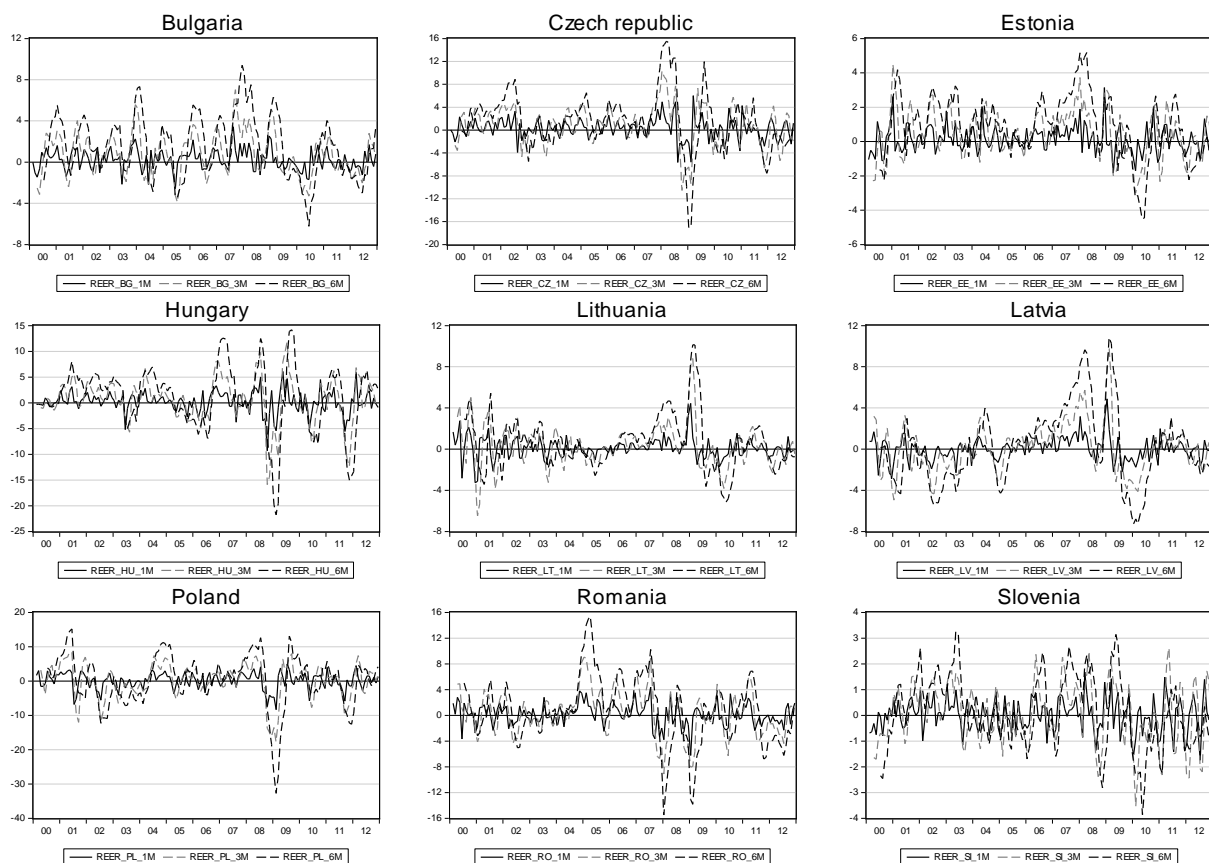 Bulgaria
12
8
4
0
-4
-8
00 01 02 03 04 05 06 07 08 09 10 11 12
REER_BG_1M REER_BG_3M REER_BG_6M
Czech republic
16
12
8
4
0
-4
-8
-12
-16
-20
00 01 02 03 04 05 06 07 08 09 10 11 12
REER_CZ_1M REER_CZ_3M REER_CZ_6M
Estonia
6
4
2
0
-2
-4
-6
00 01 02 03 04 05 06 07 08 09 10 11 12
REER_EE_1M REER_EE_3M REER_EE_6M
Hungary
15
10
5
0
-5
-10
-15
-20
-25
00 01 02 03 04 05 06 07 08 09 10 11 12
REER_HU_1M REER_HU_3M REER_HU_6M
Lithuania
12
8
4
0
-4
-8
00 01 02 03 04 05 06 07 08 09 10 11 12
REER_LT_1M REER_LT_3M REER_LT_6M
Latvia
12
8
4
0
-4
-8
00 01 02 03 04 05 06 07 08 09 10 11 12
REER_LV_1M REER_LV_3M REER_LV_6M
Poland
20
10
0
-10
-20
-30
-40
00 01 02 03 04 05 06 07 08 09 10 11 12
REER_PL_1M REER_PL_3M REER_PL_6M
Romania
16
12
8
4
0
-4
-8
-12
-16
00 01 02 03 04 05 06 07 08 09 10 11 12
REER_RO_1M REER_RO_3M REER_RO_6M
Slovenia
4
3
2
1
0
-1
-2
-3
-4
00 01 02 03 04 05 06 07 08 09 10 11 12
REER_SI_1M REER_SI_3M REER_SI_6M